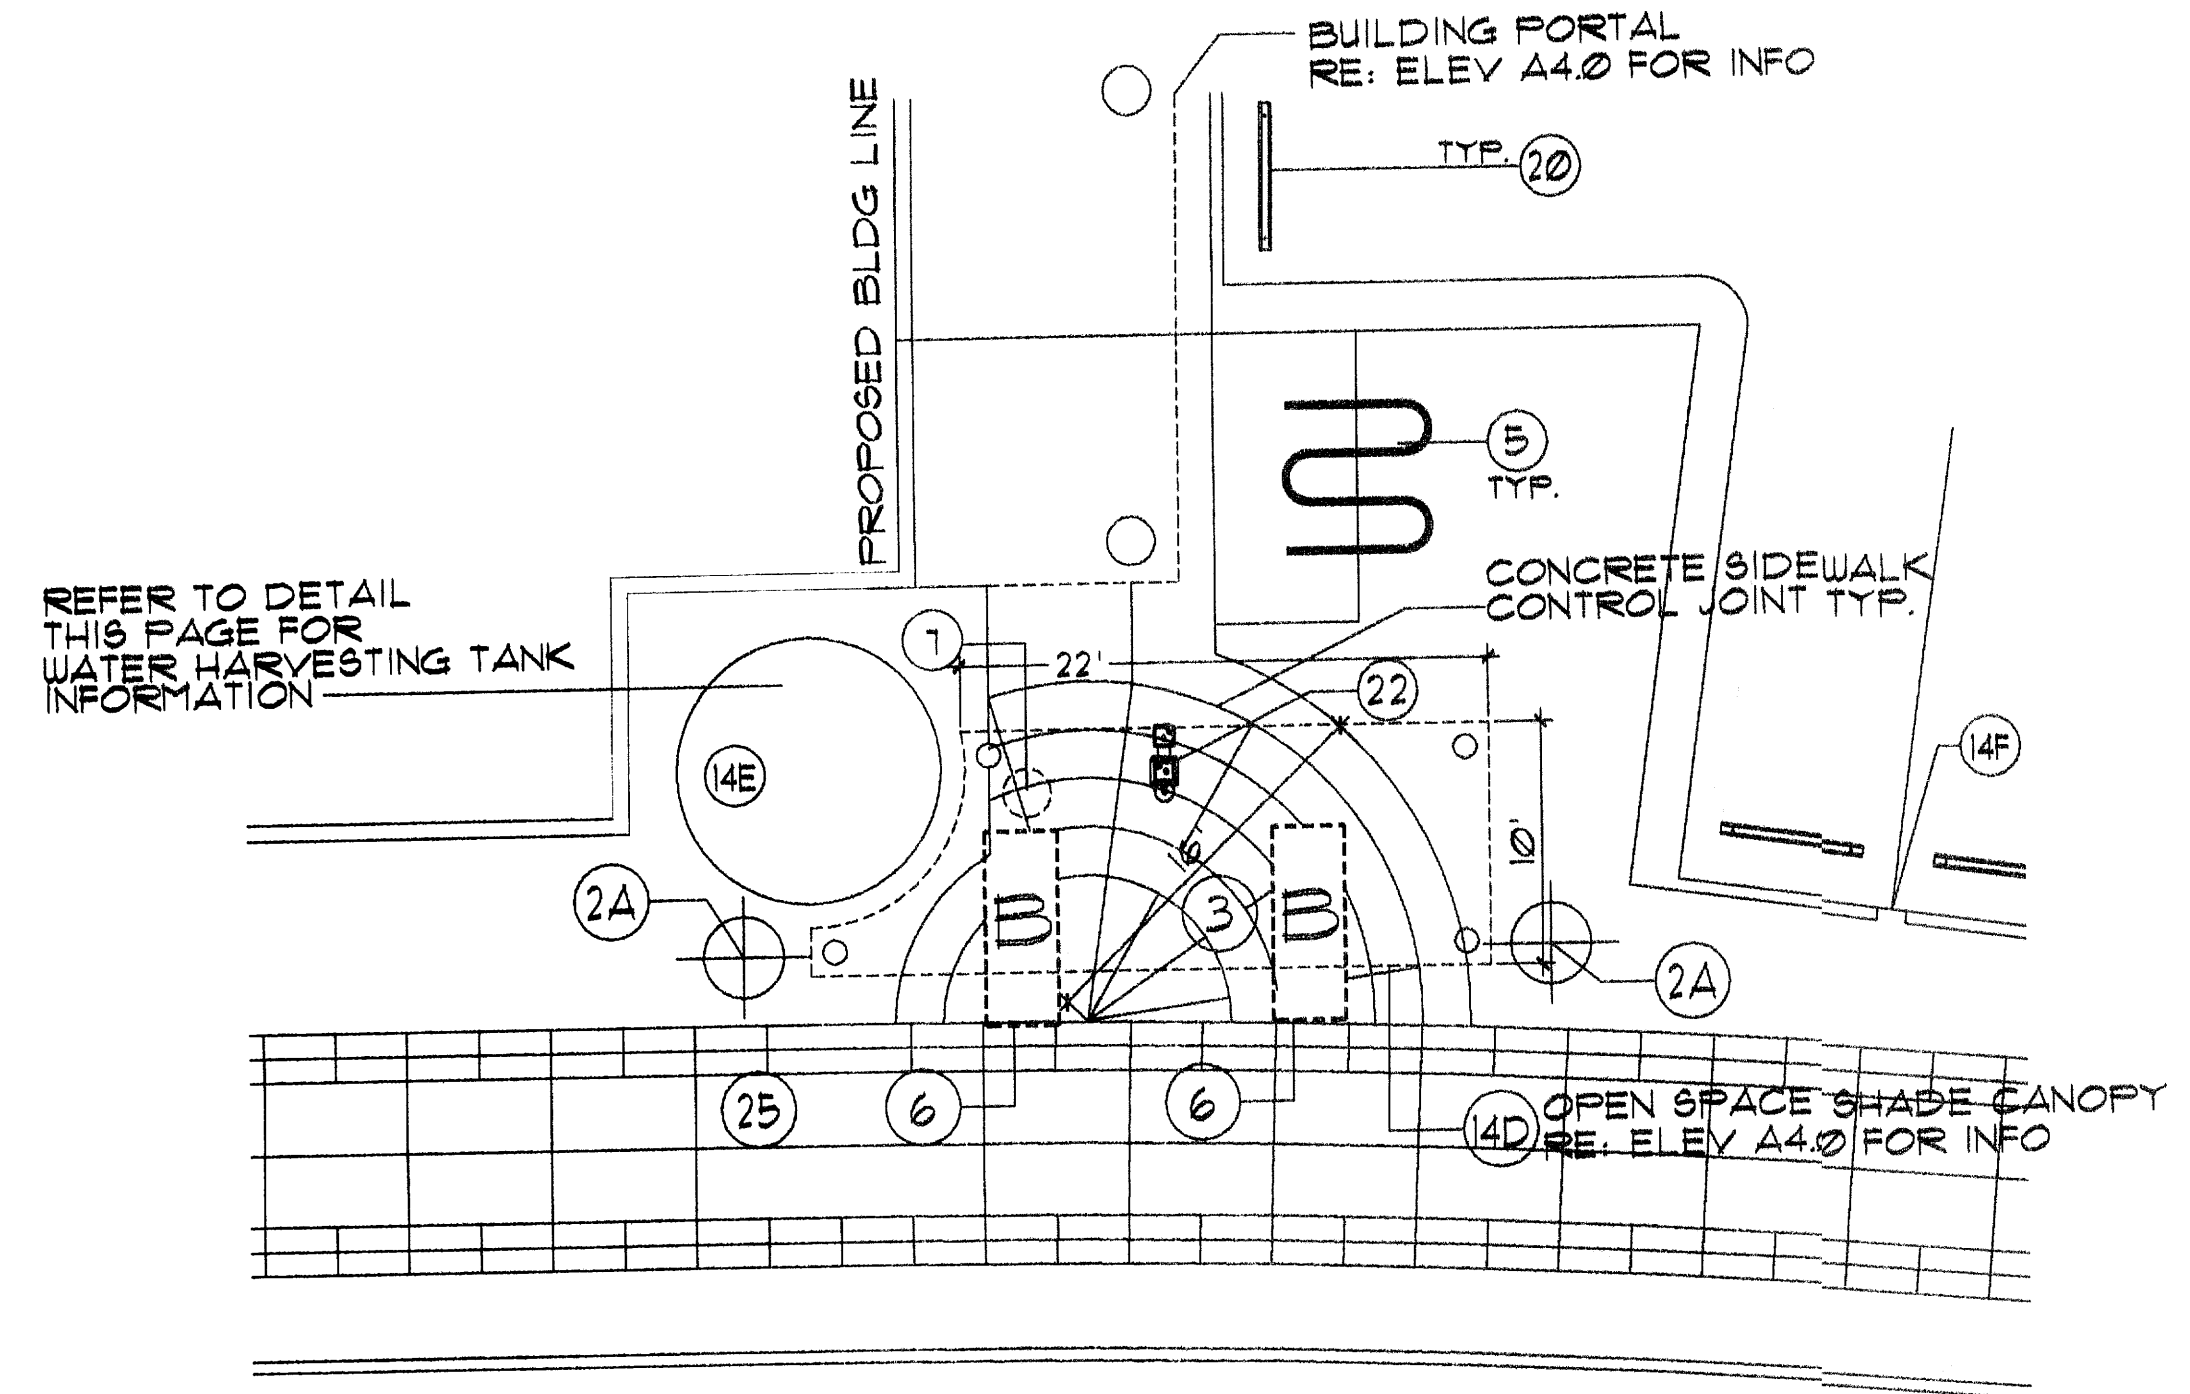 BUILDING PORTAL
RE: ELEV A4.0 FOR INFO
TYP. 20
PROPOSED BLDG LINE
5
TYP.
CONCRETE SIDEWALK
CONTROL JOINT TYP.
REFER TO DETAIL
THIS PAGE FOR
WATER HARVESTING TANK
INFORMATION
7
22'
22
14E
14F
10'
16'
2A
B
3
B
2A
25
6
6
14D
OPEN SPACE SHADE CANOPY
RE: ELEV A4.0 FOR INFO